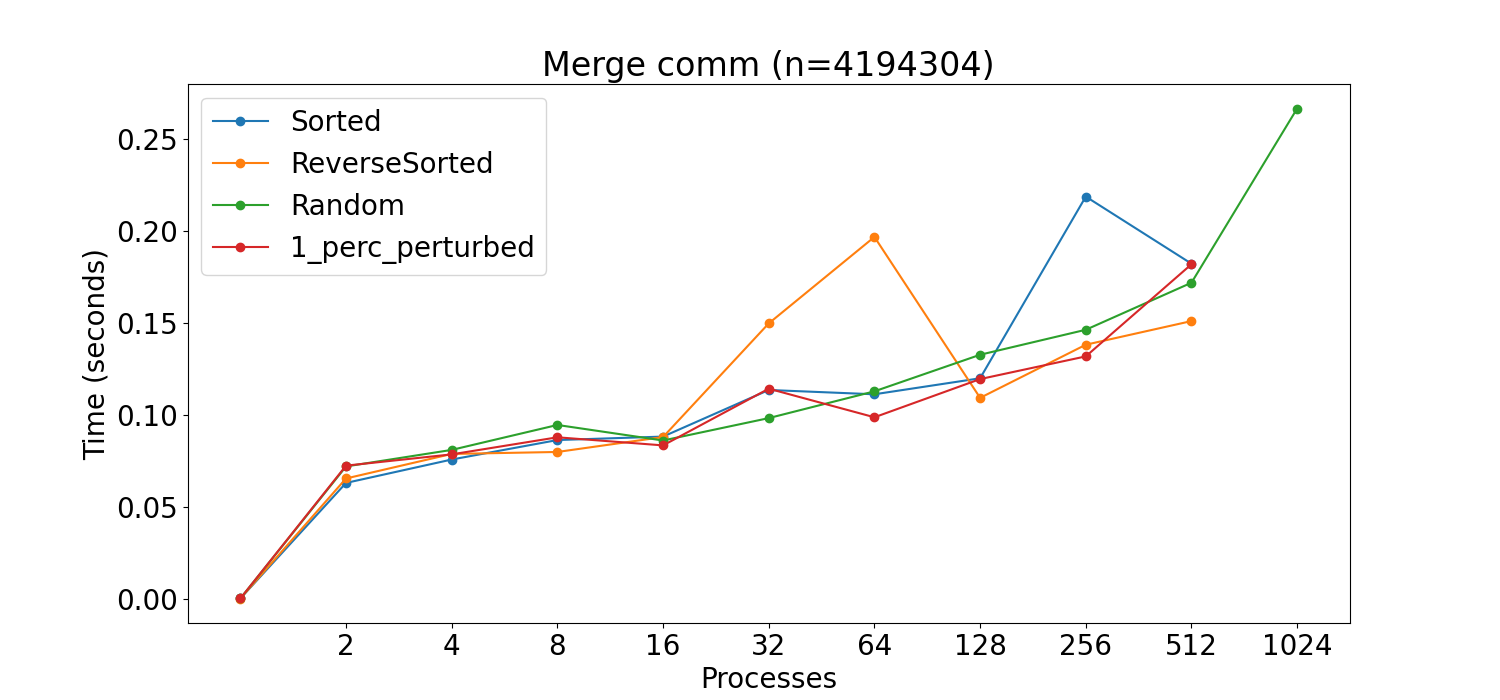 Merge comm (n=4194304)
Sorted
ReverseSorted
Random
1_perc_perturbed
Time (seconds)
0.25
0.20
0.15
0.10
0.05
0.00
2 4 8 16 32 64 128 256 512 1024
Processes